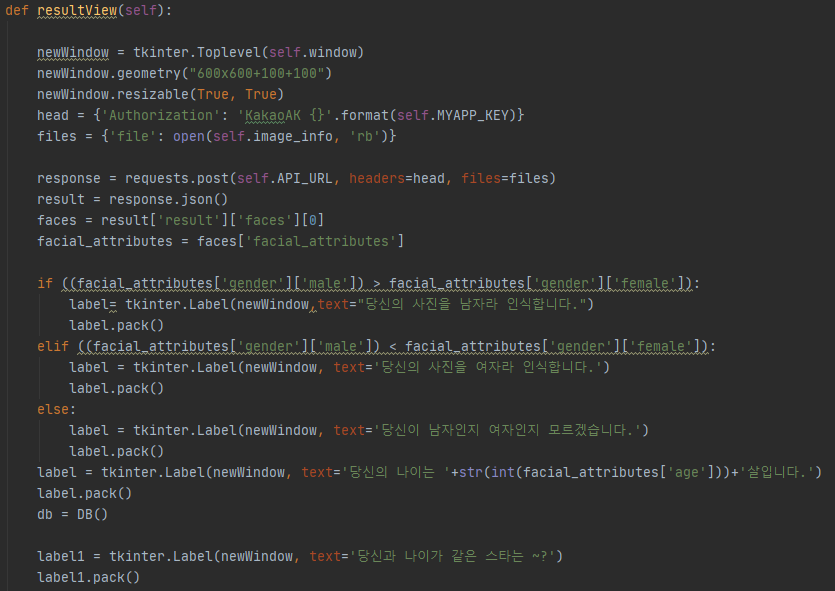 def resultView(self):
newWindow = tkinter.Toplevel(self.window)
newWindow.geometry("600x600+100+100")
newWindow.resizable(True, True)
head = {'Authorization': 'KakaoAK {}'.format(self.MYAPP_KEY)}
files = {'file': open(self.image_info, 'rb')}
response = requests.post(self.API_URL, headers=head, files=files)
result = response.json()
faces = result['result']['faces'][0]
facial_attributes = faces['facial_attributes']
if ((facial_attributes['gender']['male']) > facial_attributes['gender']['female']):
label= tkinter.Label(newWindow,text="당신의 사진을 남자라 인식합니다.")
label.pack()
elif ((facial_attributes['gender']['male']) < facial_attributes['gender']['female']):
label = tkinter.Label(newWindow, text='당신의 사진을 여자라 인식합니다.')
label.pack()
else:
label = tkinter.Label(newWindow, text='당신이 남자인지 여자인지 모르겠습니다.')
label.pack()
label = tkinter.Label(newWindow, text='당신의 나이는 '+str(int(facial_attributes['age']))+'살입니다.')
label.pack()
db = DB()
label1 = tkinter.Label(newWindow, text='당신과 나이가 같은 스타는 ~?')
label1.pack()